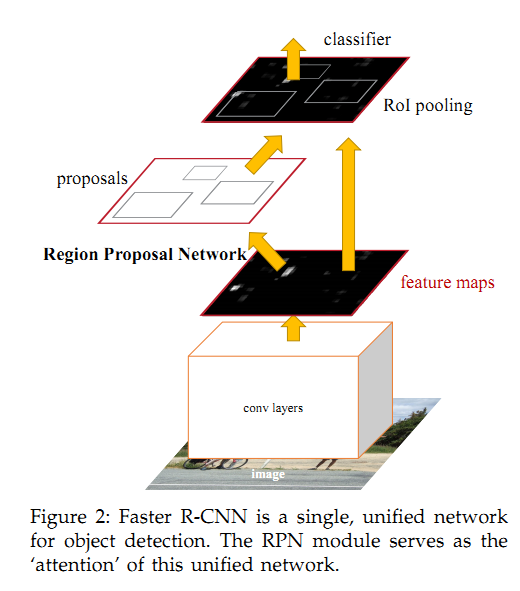 classifier
RoI pooling
proposals
Region Proposal Network
feature maps
conv layers
image
Figure 2: Faster R-CNN is a single, unified network
for object detection. The RPN module serves as the
‘attention’ of this unified network.